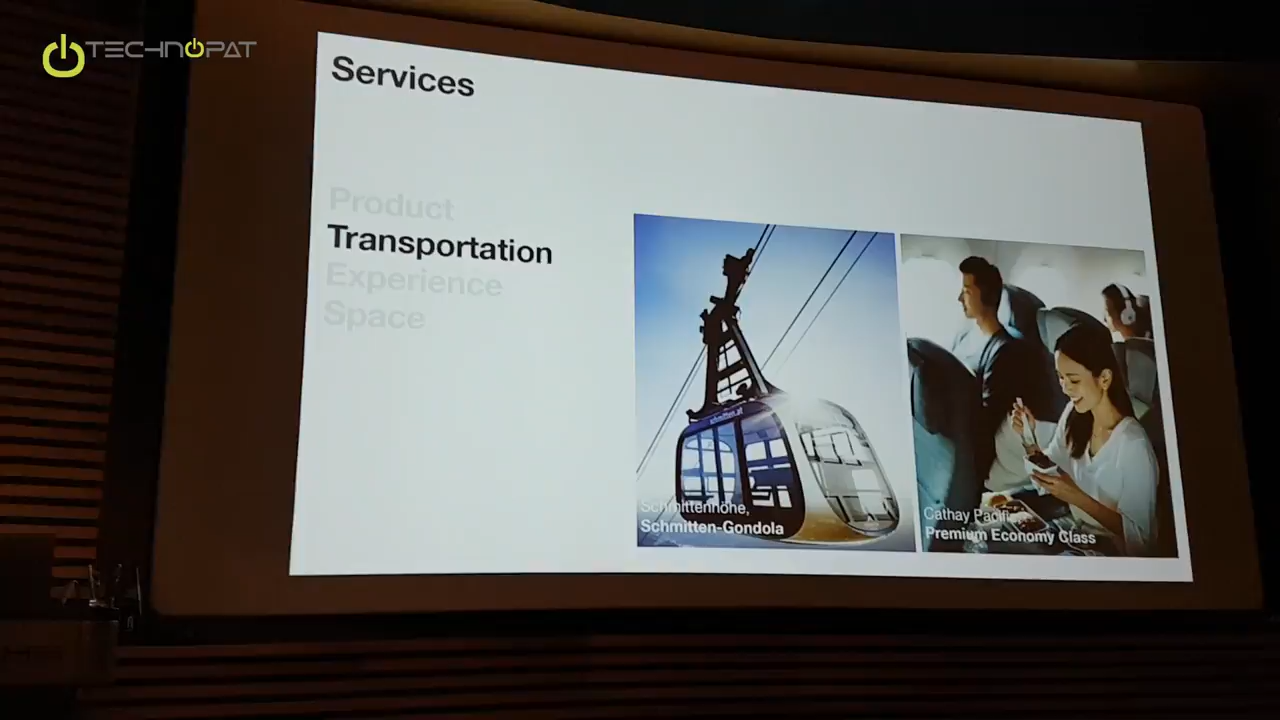 TECHNOPAT
Services
Product
Transportation
Experience
Space
Schmittenhöhe,
Schmitten-Gondola
Cathay Pacific,
Premium Economy Class